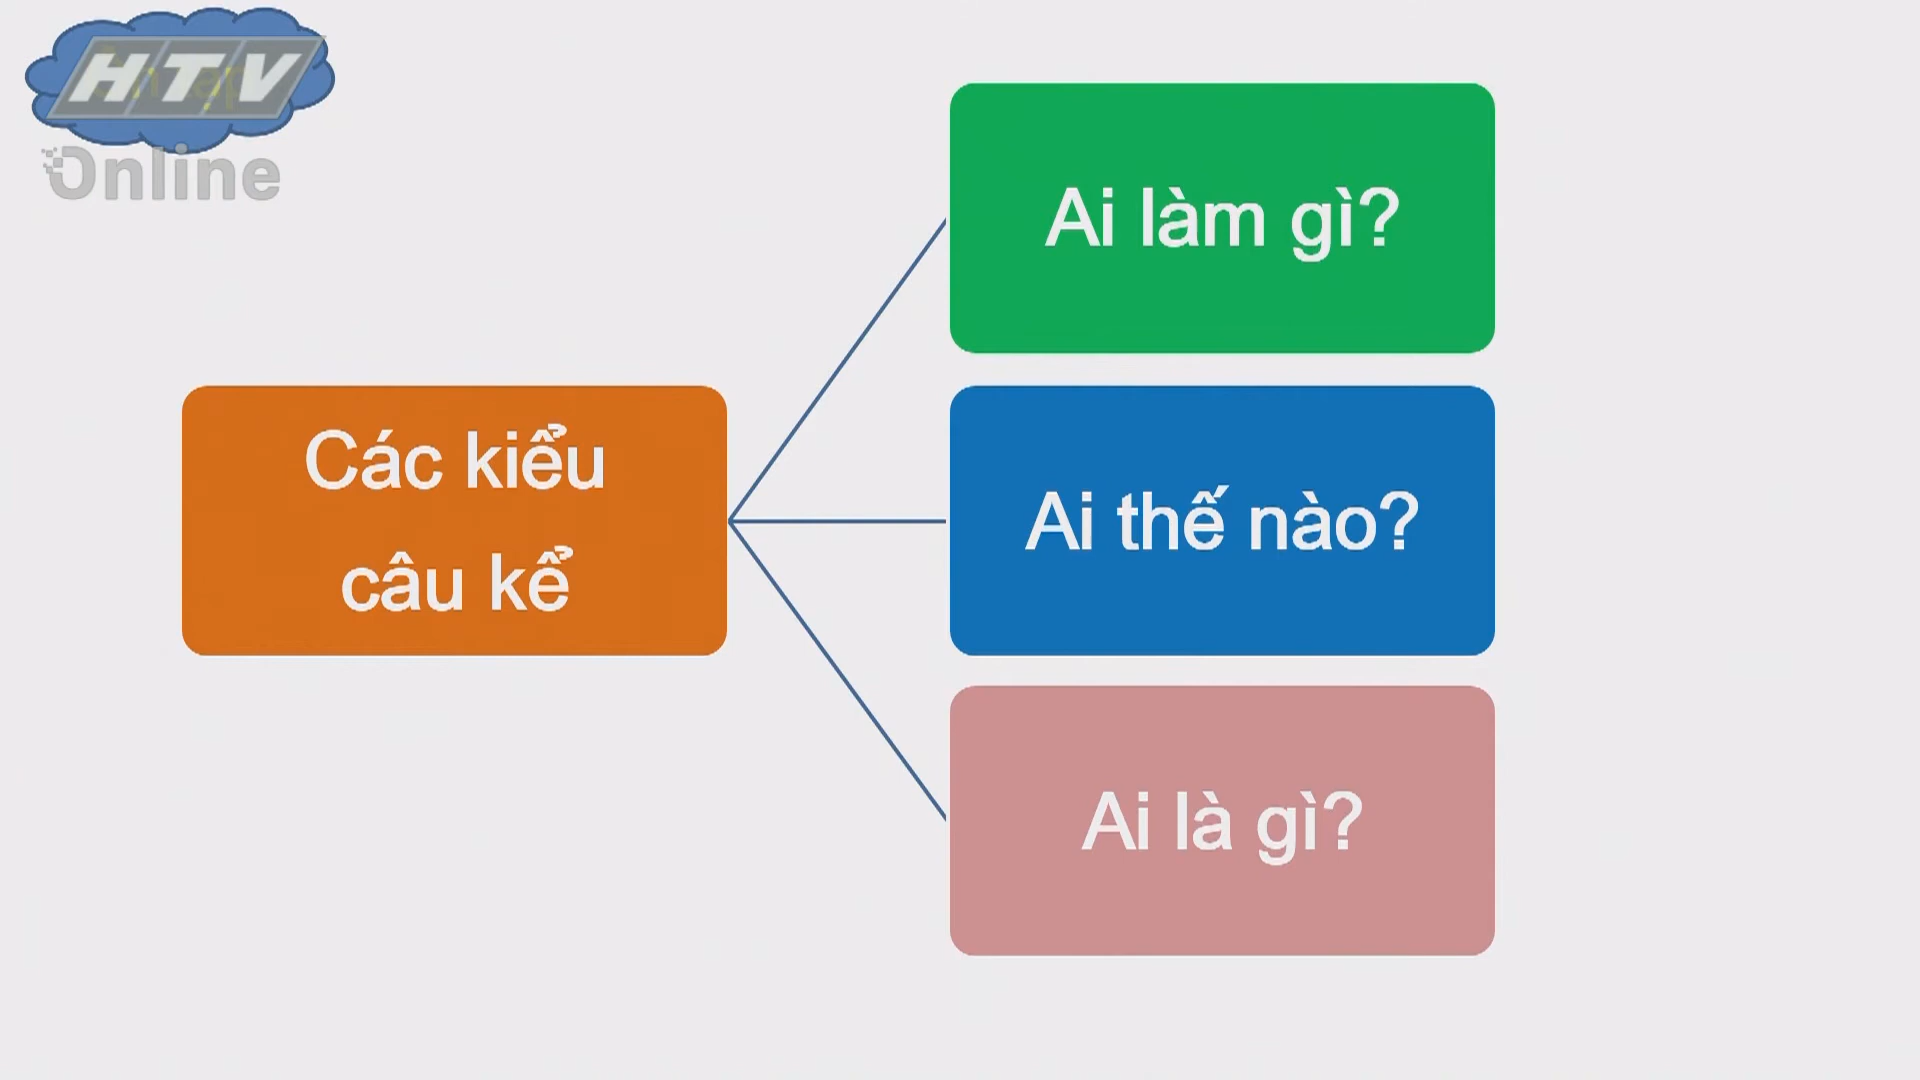 HTV
Online
Ai làm gì?
Các kiểu
câu kể
Ai thế nào?
Ai là gì?